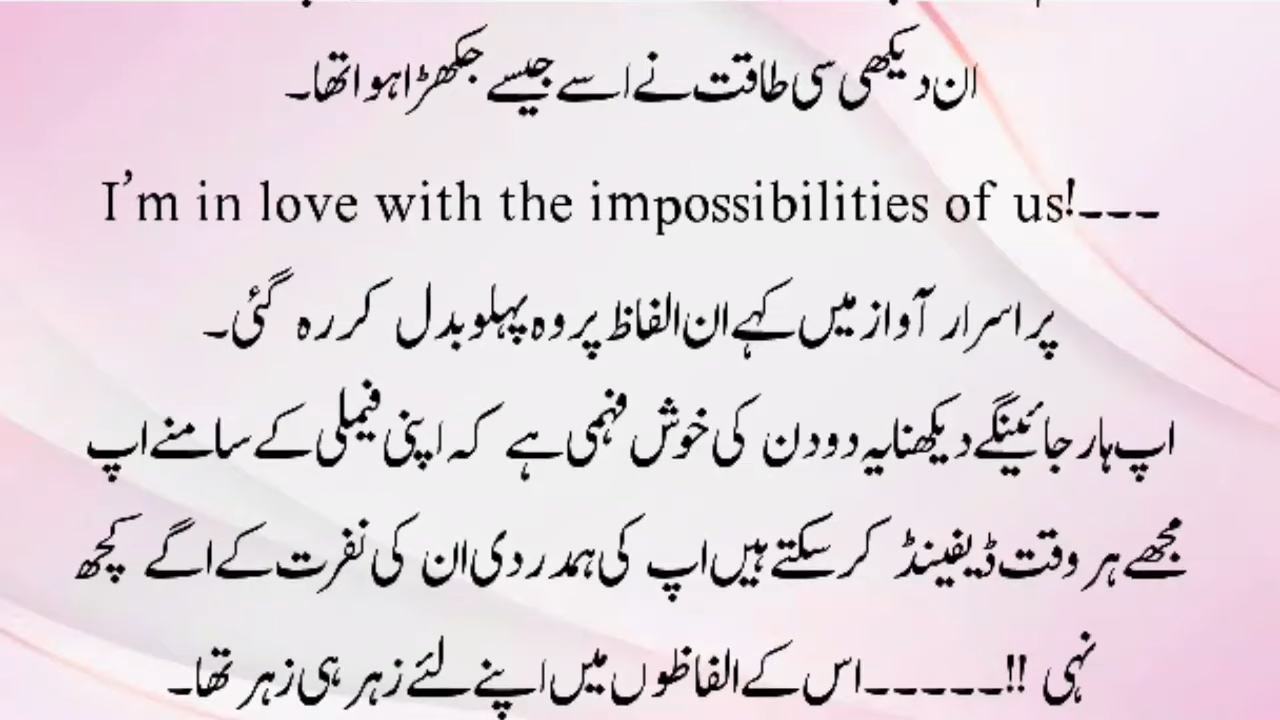 ان دیکھی سی طاقت نے اسے جیسے جکھڑا ہوا تھا۔
I'm in love with the impossibilities of us!---
پر اسرار آواز میں کہے ان الفاظ پر وہ پہلو بدل کر رہ گئی۔
اپ ہار جائینگے دیکھنا یہ دو دن کی خوش فہمی ہے کہ اپنی فیملی کے سامنے اپ
مجھے ہر وقت ڈیفینڈ کر سکتے ہیں اپ کی ہمدردی ان کی نفرت کے اگے کچھ
نہی !!-----اس کے الفاظوں میں اپنے لئے زہر ہی زہر تھا۔